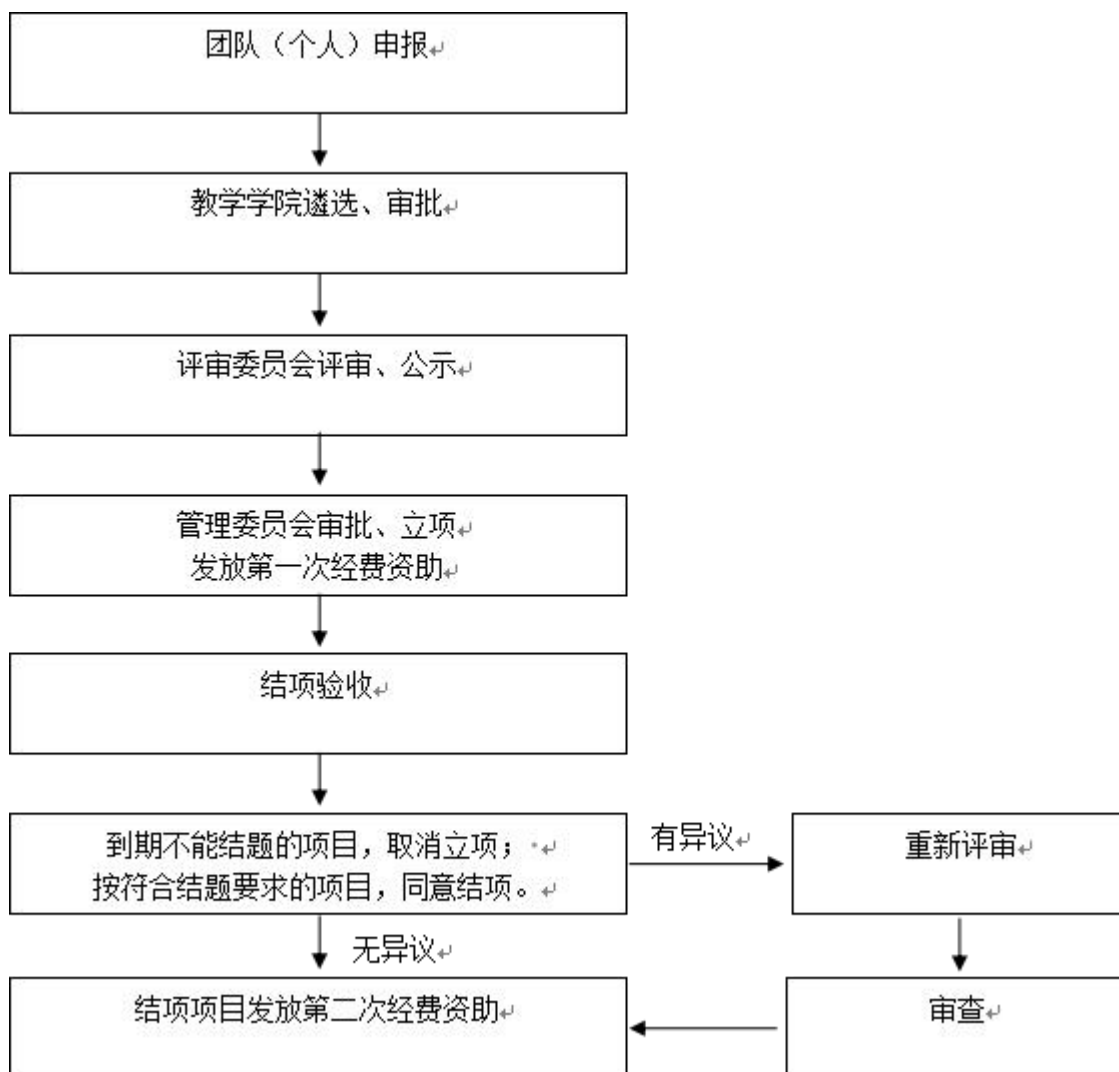 团队（个人）申报↵
教学学院遴选、审批↵
评审委员会评审、公示↵
管理委员会审批、立项↵
发放第一次经费资助↵
结项验收↵
到期不能结题的项目，取消立项；·↵
按符合结题要求的项目，同意结项。↵
有异议↵
重新评审↵
无异议↵
结项项目发放第二次经费资助↵
审查↵